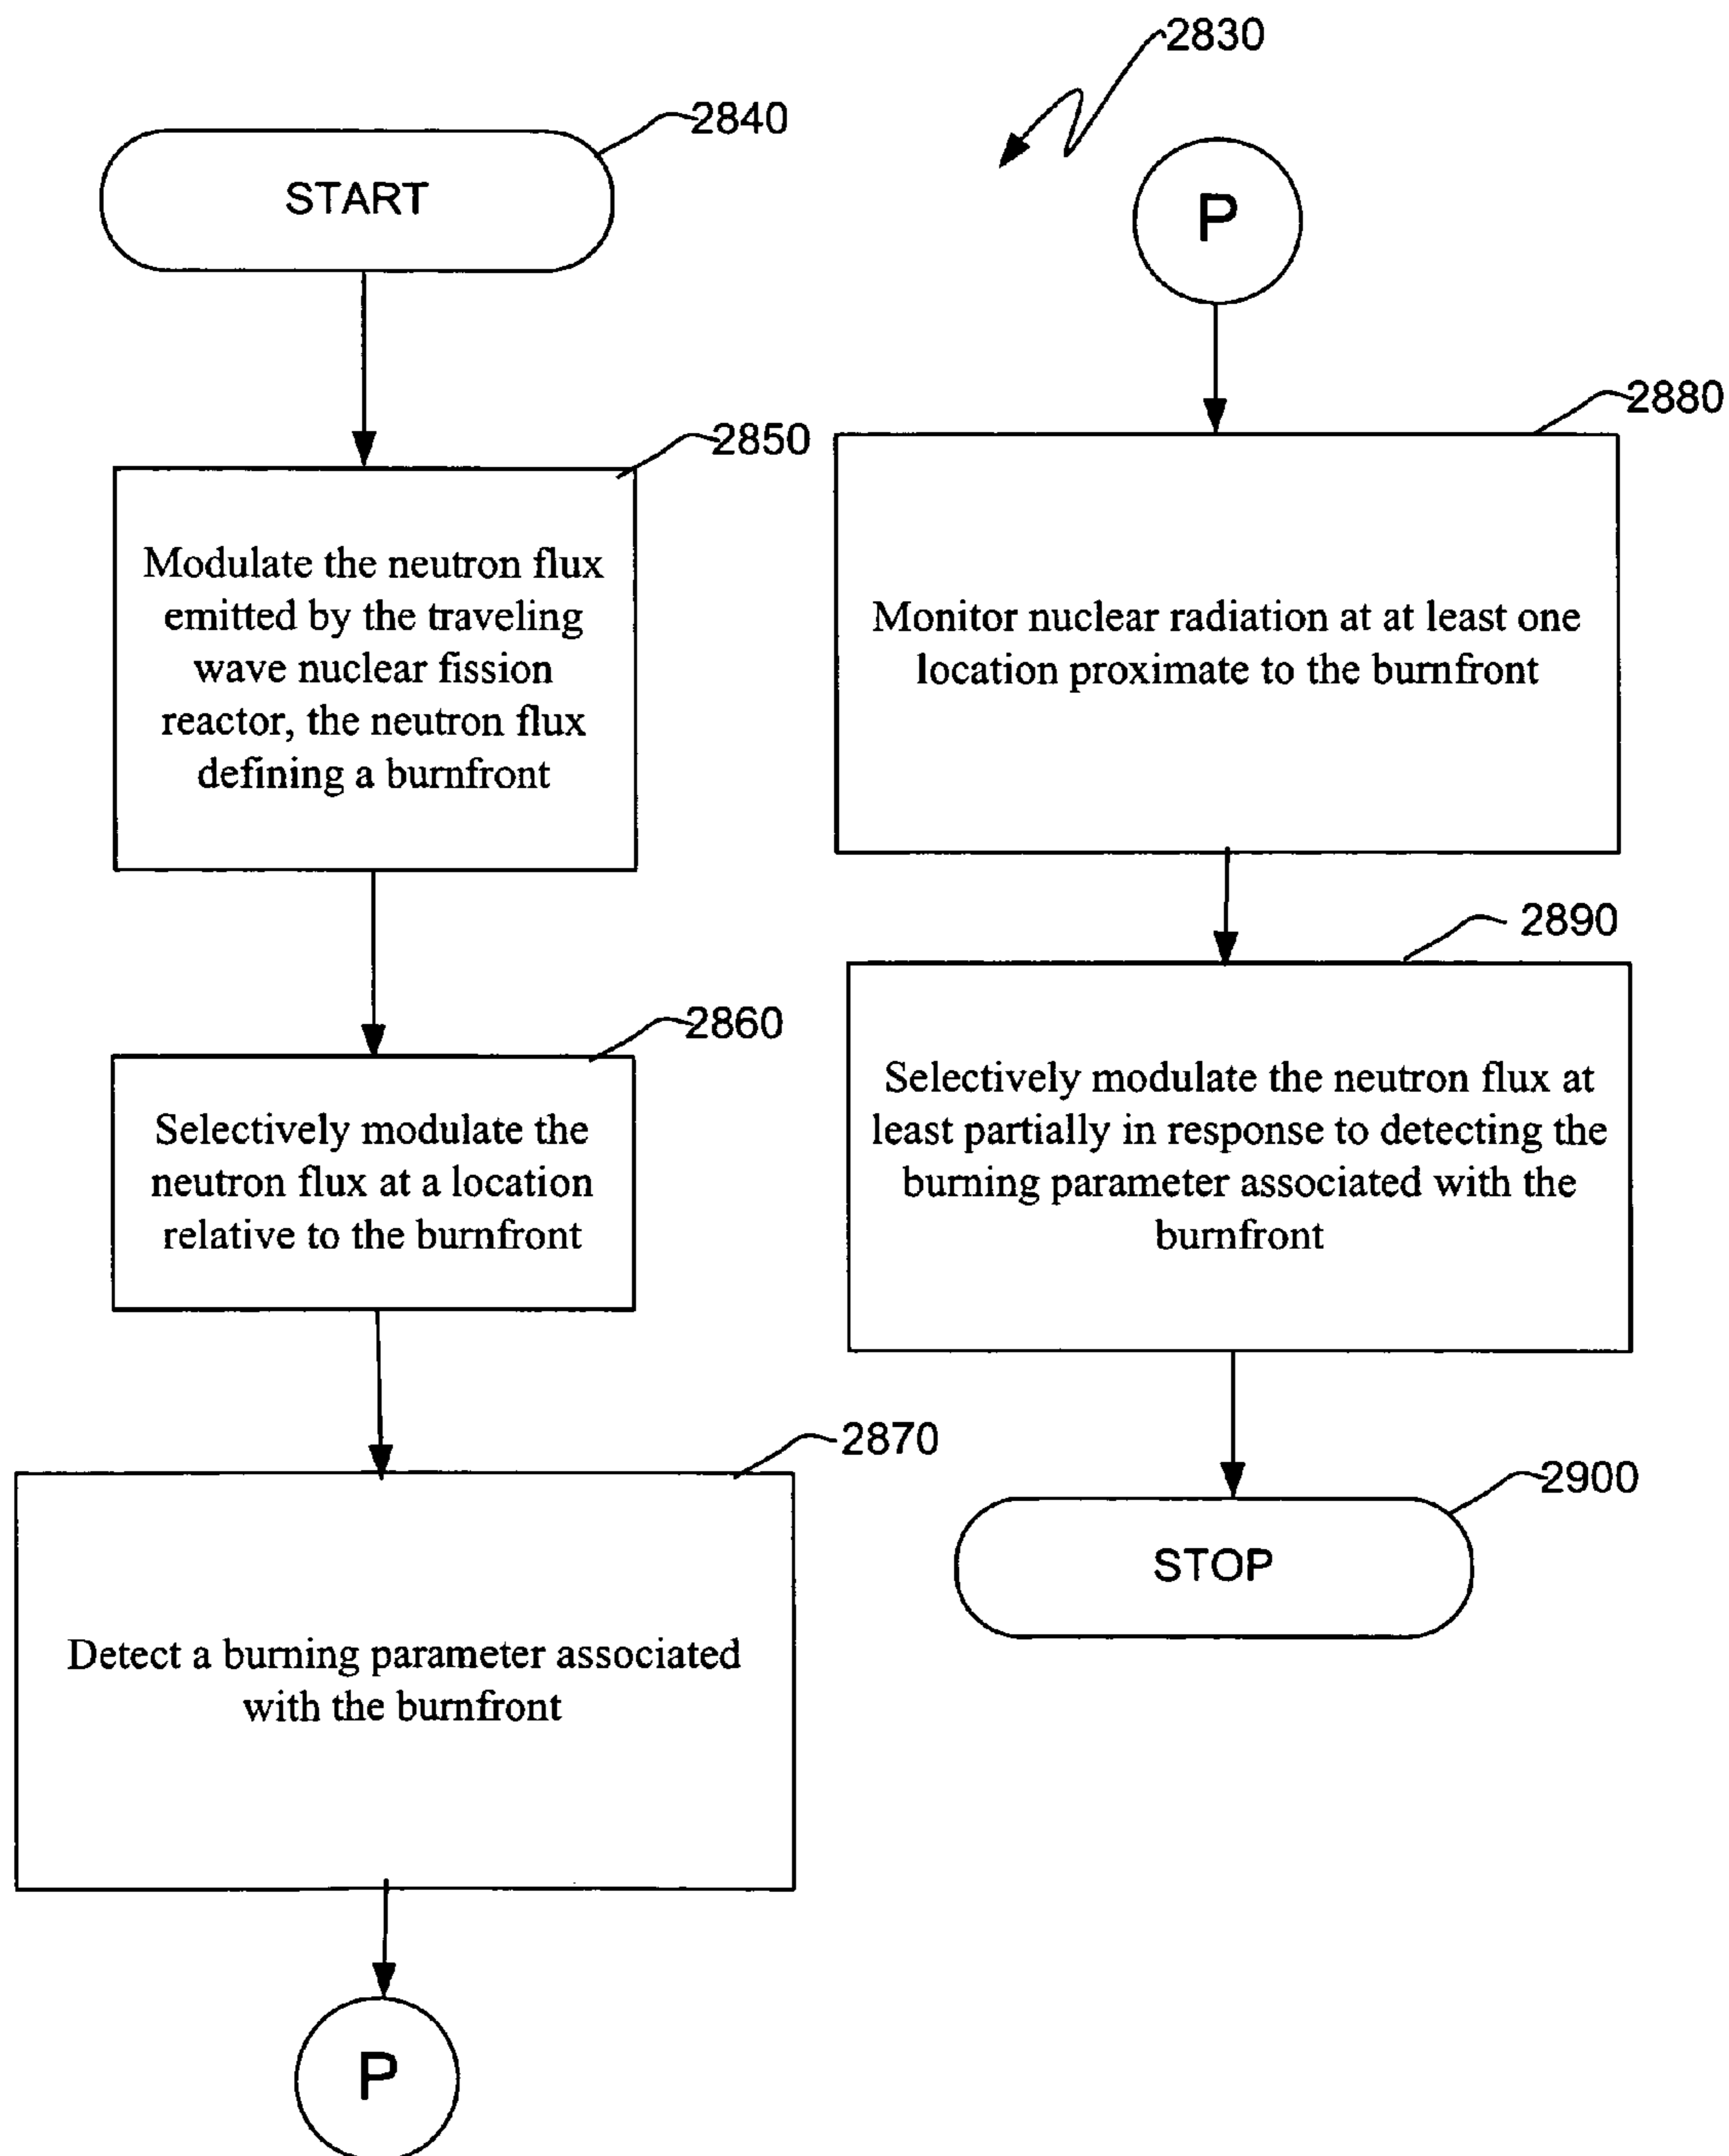 2830
2840
START
2850
Modulate the neutron flux
emitted by the traveling
wave nuclear fission
reactor, the neutron flux
defining a burnfront
2860
Selectively modulate the
neutron flux at a location
relative to the burnfront
2870
Detect a burning parameter associated
with the burnfront
P
P
2880
Monitor nuclear radiation at at least one
location proximate to the burnfront
2890
Selectively modulate the neutron flux at
least partially in response to detecting the
burning parameter associated with the
burnfront
2900
STOP